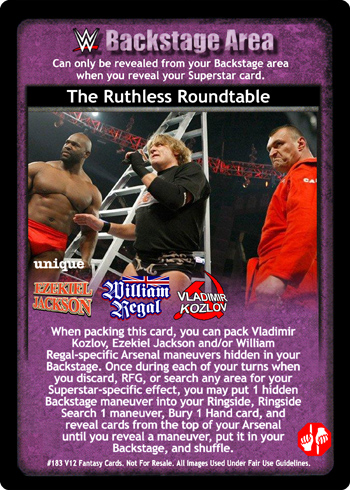 W Backstage Area
Can only be revealed from your Backstage area
when you reveal your Superstar card.
The Ruthless Roundtable
unique
EZEKIEL
JACKSON
William
Regal
VLADIMIR
KOZLOV
When packing this card, you can pack Vladimir
Kozlov, Ezekiel Jackson and/or William
Regal-specific Arsenal maneuvers hidden in your
Backstage. Once during each of your turns when
you discard, RFG, or search any area for your
Superstar-specific effect, you may put 1 hidden
Backstage maneuver into your Ringside, Ringside
Search 1 maneuver, Bury 1 Hand card, and
reveal cards from the top of your Arsenal
until you reveal a maneuver, put it in your
Backstage, and shuffle.
#183 V12 Fantasy Cards. Not For Resale. All Images Used Under Fair Use Guidelines.